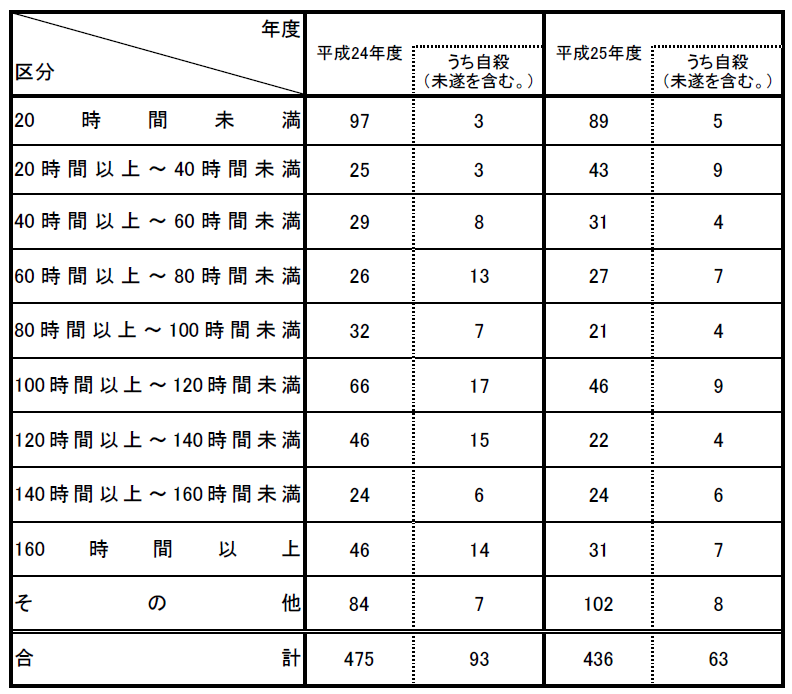 年度
区分
平成24年度
うち自殺
(未遂を含む。)
平成25年度
うち自殺
(未遂を含む。)
20時間未満 97 3 89 5
20時間以上～40時間未満 25 3 43 9
40時間以上～60時間未満 29 8 31 4
60時間以上～80時間未満 26 13 27 7
80時間以上～100時間未満 32 7 21 4
100時間以上～120時間未満 66 17 46 9
120時間以上～140時間未満 46 15 22 4
140時間以上～160時間未満 24 6 24 6
160時間以上 46 14 31 7
その他 84 7 102 8
合計 475 93 436 63